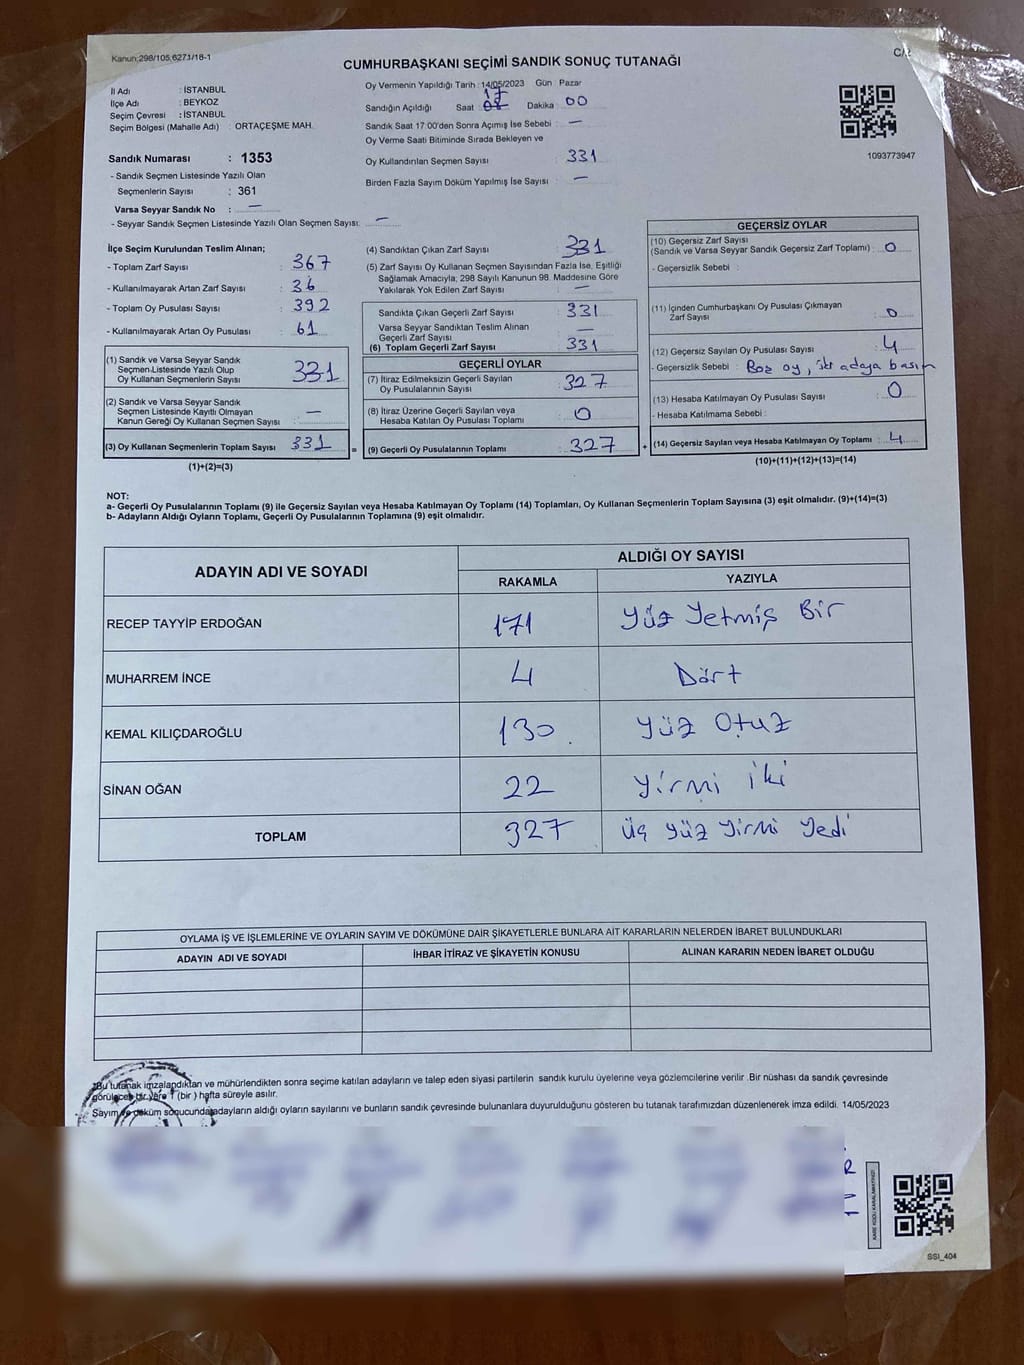 Kanun:298/105,6271/18-1
CUMHURBAŞKANI SEÇİMİ SANDIK SONUÇ TUTANAĞI
İl Adı : İSTANBUL
İlçe Adı : BEYKOZ
Seçim Çevresi : İSTANBUL
Seçim Bölgesi (Mahalle Adı) : ORTAÇEŞME MAH.
Sandık Numarası : 1353
- Sandık Seçmen Listesinde Yazılı Olan
Seçmenlerin Sayısı : 361
Varsa Seyyar Sandık No : —
- Seyyar Sandık Seçmen Listesinde Yazılı Olan Seçmen Sayısı: —
Oy Vermenin Yapıldığı Tarih : 14/05/2023 Gün : Pazar
Sandığın Açıldığı Saat : 17 Dakika : 00
Sandık Saat 17:00'den Sonra Açımış İse Sebebi : —
Oy Verme Saati Bitiminde Sırada Bekleyen ve
Oy Kullandırılan Seçmen Sayısı : 331
Birden Fazla Sayım Döküm Yapılmış İse Sayısı : —
1093773947
İlçe Seçim Kurulundan Teslim Alınan;
- Toplam Zarf Sayısı : 367
- Kullanılmayarak Artan Zarf Sayısı : 36
- Toplam Oy Pusulası Sayısı : 392
- Kullanılmayarak Artan Oy Pusulası : 61
(1) Sandık ve Varsa Seyyar Sandık
Seçmen Listesinde Yazılı Olup
Oy Kullanan Seçmenlerin Sayısı : 331
(2) Sandık ve Varsa Seyyar Sandık
Seçmen Listesinde Kayıtlı Olmayan
Kanun Gereği Oy Kullanan Seçmen Sayısı : —
(3) Oy Kullanan Seçmenlerin Toplam Sayısı : 331
(1)+(2)=(3)
(4) Sandıktan Çıkan Zarf Sayısı : 331
(5) Zarf Sayısı Oy Kullanan Seçmen Sayısından Fazla İse, Eşitliği
Sağlamak Amacıyla; 298 Sayılı Kanunun 98. Maddesine Göre
Yakılarak Yok Edilen Zarf Sayısı : —
Sandıkta Çıkan Geçerli Zarf Sayısı : 331
Varsa Seyyar Sandıktan Teslim Alınan
Geçerli Zarf Sayısı : —
(6) Toplam Geçerli Zarf Sayısı : 331
GEÇERLİ OYLAR
(7) İtiraz Edilmeksizin Geçerli Sayılan
Oy Pusulalarının Sayısı : 327
(8) İtiraz Üzerine Geçerli Sayılan veya
Hesaba Katılan Oy Pusulası Toplamı : 0
= (9) Geçerli Oy Pusulalarının Toplamı : 327
GEÇERSİZ OYLAR
(10) Geçersiz Zarf Sayısı
(Sandık ve Varsa Seyyar Sandık Geçersiz Zarf Toplamı) : 0
- Geçersizlik Sebebi :
(11) İçinden Cumhurbaşkanı Oy Pusulası Çıkmayan
Zarf Sayısı : 0
(12) Geçersiz Sayılan Oy Pusulası Sayısı : 4
- Geçersizlik Sebebi : Boz oy, iki adaya basım
(13) Hesaba Katılmayan Oy Pusulası Sayısı : 0
- Hesaba Katılmama Sebebi :
+ (14) Geçersiz Sayılan veya Hesaba Katılmayan Oy Toplamı : 4
(10)+(11)+(12)+(13)=(14)
NOT:
a- Geçerli Oy Pusulalarının Toplamı (9) ile Geçersiz Sayılan veya Hesaba Katılmayan Oy Toplamı (14) Toplamları, Oy Kullanan Seçmenlerin Toplam Sayısına (3) eşit olmalıdır. (9)+(14)=(3)
b- Adayların Aldığı Oyların Toplamı, Geçerli Oy Pusulalarının Toplamına (9) eşit olmalıdır.
ADAYIN ADI VE SOYADI
ALDIĞI OY SAYISI
RAKAMLA YAZIYLA
RECEP TAYYİP ERDOĞAN 171 Yüz Yetmiş Bir
MUHARREM İNCE 4 Dört
KEMAL KILIÇDAROĞLU 130 Yüz Otuz
SİNAN OĞAN 22 Yirmi iki
TOPLAM 327 Üç yüz yirmi Yedi
OYLAMA İŞ VE İŞLEMLERİNE VE OYLARIN SAYIM VE DÖKÜMÜNE DAİR ŞİKAYETLERLE BUNLARA AİT KARARLARIN NELERDEN İBARET BULUNDUKLARI
ADAYIN ADI VE SOYADI İHBAR İTİRAZ VE ŞİKAYETİN KONUSU ALINAN KARARIN NEDEN İBARET OLDUĞU
Bu tutanak imzalandıktan ve mühürlendikten sonra seçime katılan adayların ve talep eden siyasi partilerin sandık kurulu üyelerine veya gözlemcilerine verilir .Bir nüshası da sandık çevresinde
görülecek bir yere 1 (bir ) hafta süreyle asılır.
Sayım ve döküm sonucunda adayların aldığı oyların sayılarını ve bunların sandık çevresinde bulunanlara duyurulduğunu gösteren bu tutanak tarafımızdan düzenlenerek imza edildi. 14/05/2023
SSI_404